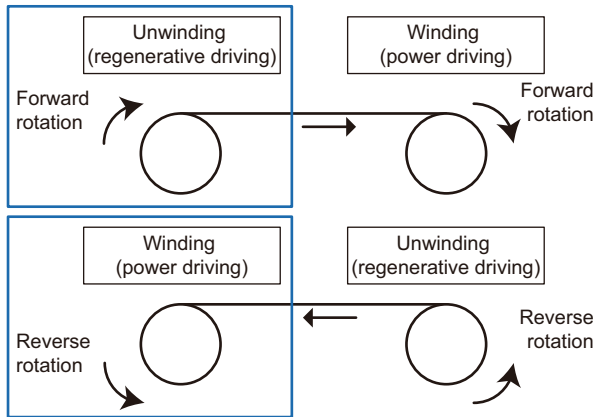 Unwinding
(regenerative driving)
Winding
(power driving)
Forward
rotation
Forward
rotation
Winding
(power driving)
Unwinding
(regenerative driving)
Reverse
rotation
Reverse
rotation